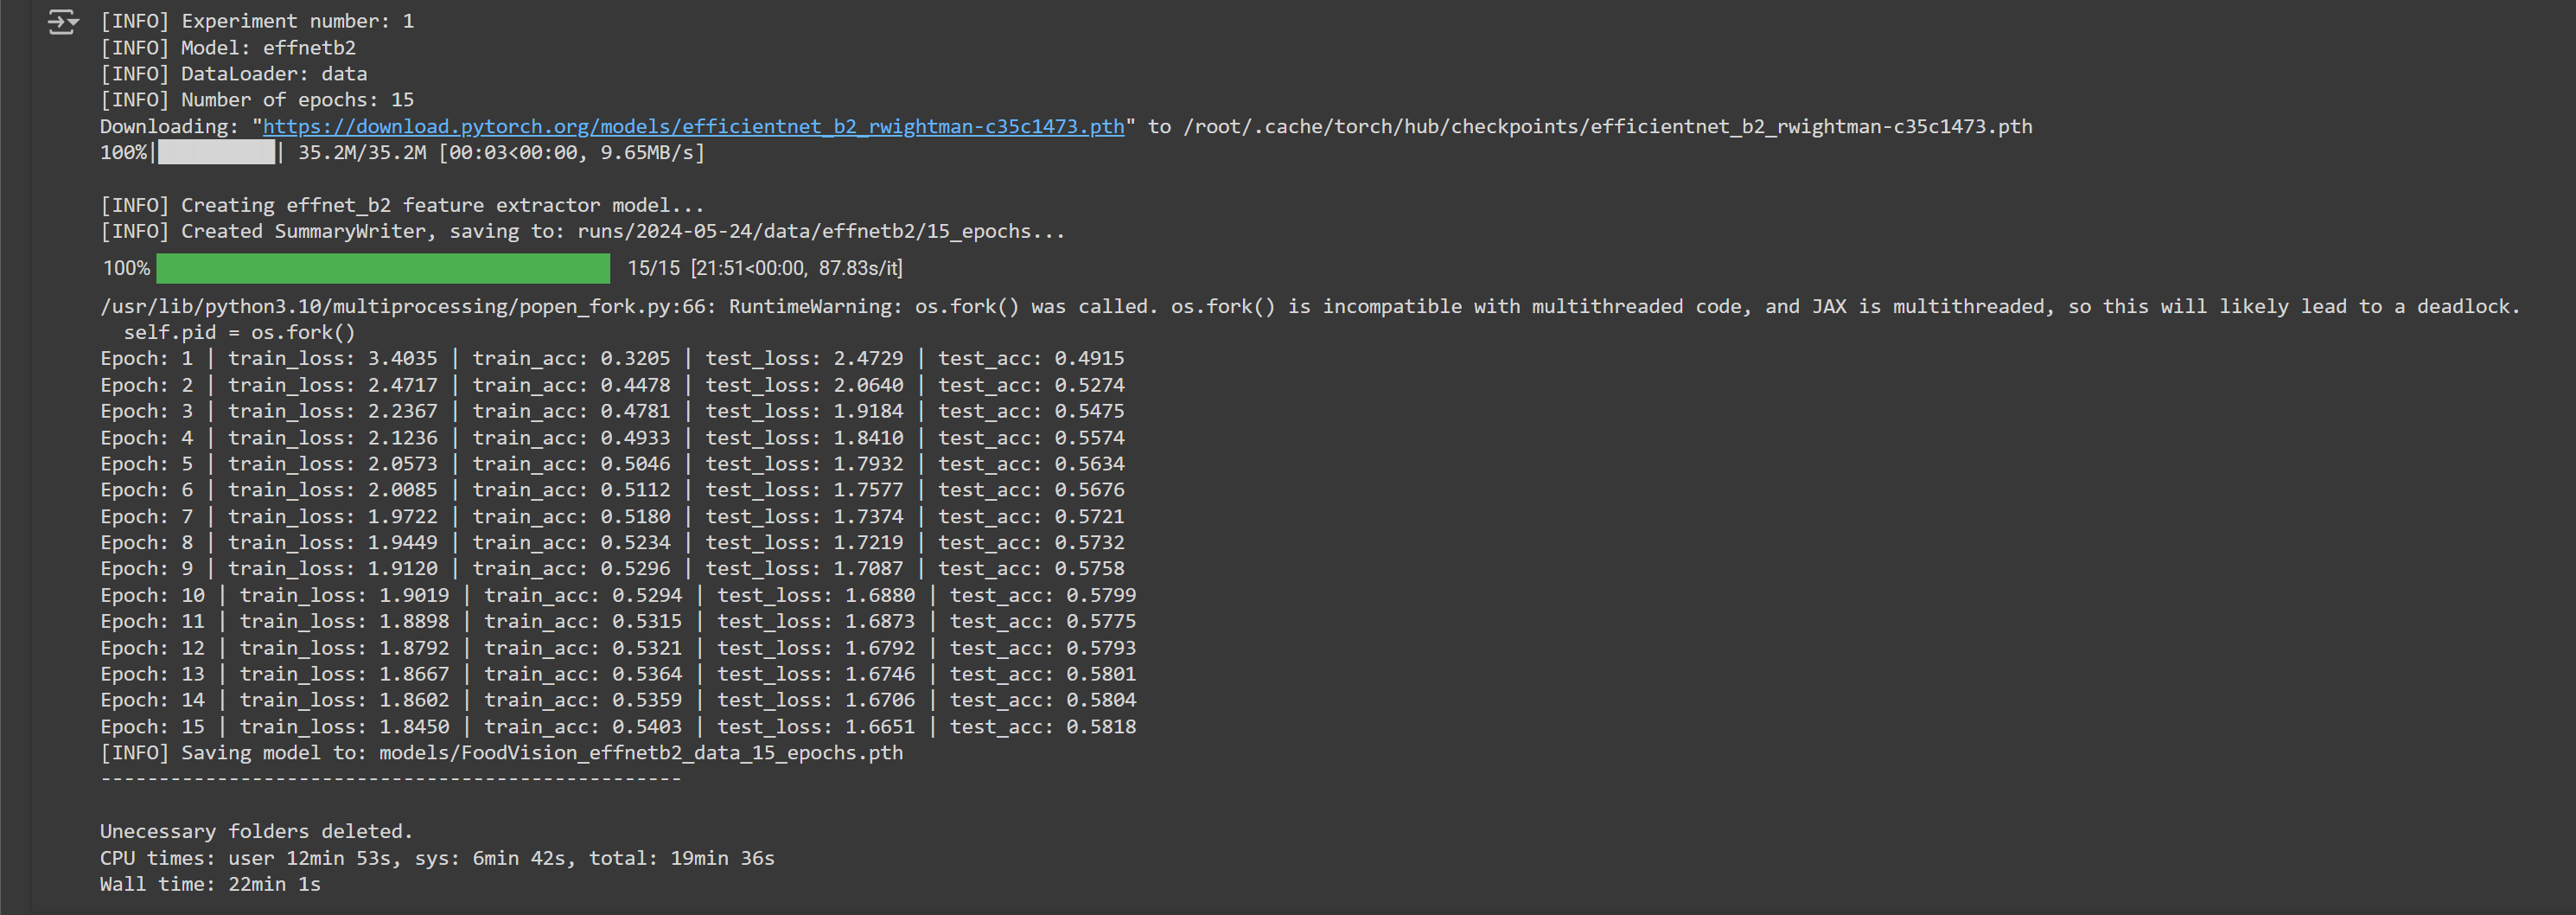 [INFO] Experiment number: 1
[INFO] Model: effnetb2
[INFO] DataLoader: data
[INFO] Number of epochs: 15
Downloading: "https://download.pytorch.org/models/efficientnet_b2_rwightman-c35c1473.pth" to /root/.cache/torch/hub/checkpoints/efficientnet_b2_rwightman-c35c1473.pth
100%|██████████| 35.2M/35.2M [00:03<00:00, 9.65MB/s]
[INFO] Creating effnet_b2 feature extractor model...
[INFO] Created SummaryWriter, saving to: runs/2024-05-24/data/effnetb2/15_epochs...
100% 15/15 [21:51<00:00, 87.83s/it]
/usr/lib/python3.10/multiprocessing/popen_fork.py:66: RuntimeWarning: os.fork() was called. os.fork() is incompatible with multithreaded code, and JAX is multithreaded, so this will likely lead to a deadlock.
self.pid = os.fork()
Epoch: 1 | train_loss: 3.4035 | train_acc: 0.3205 | test_loss: 2.4729 | test_acc: 0.4915
Epoch: 2 | train_loss: 2.4717 | train_acc: 0.4478 | test_loss: 2.0640 | test_acc: 0.5274
Epoch: 3 | train_loss: 2.2367 | train_acc: 0.4781 | test_loss: 1.9184 | test_acc: 0.5475
Epoch: 4 | train_loss: 2.1236 | train_acc: 0.4933 | test_loss: 1.8410 | test_acc: 0.5574
Epoch: 5 | train_loss: 2.0573 | train_acc: 0.5046 | test_loss: 1.7932 | test_acc: 0.5634
Epoch: 6 | train_loss: 2.0085 | train_acc: 0.5112 | test_loss: 1.7577 | test_acc: 0.5676
Epoch: 7 | train_loss: 1.9722 | train_acc: 0.5180 | test_loss: 1.7374 | test_acc: 0.5721
Epoch: 8 | train_loss: 1.9449 | train_acc: 0.5234 | test_loss: 1.7219 | test_acc: 0.5732
Epoch: 9 | train_loss: 1.9120 | train_acc: 0.5296 | test_loss: 1.7087 | test_acc: 0.5758
Epoch: 10 | train_loss: 1.9019 | train_acc: 0.5294 | test_loss: 1.6880 | test_acc: 0.5799
Epoch: 11 | train_loss: 1.8898 | train_acc: 0.5315 | test_loss: 1.6873 | test_acc: 0.5775
Epoch: 12 | train_loss: 1.8792 | train_acc: 0.5321 | test_loss: 1.6792 | test_acc: 0.5793
Epoch: 13 | train_loss: 1.8667 | train_acc: 0.5364 | test_loss: 1.6746 | test_acc: 0.5801
Epoch: 14 | train_loss: 1.8602 | train_acc: 0.5359 | test_loss: 1.6706 | test_acc: 0.5804
Epoch: 15 | train_loss: 1.8450 | train_acc: 0.5403 | test_loss: 1.6651 | test_acc: 0.5818
[INFO] Saving model to: models/FoodVision_effnetb2_data_15_epochs.pth
--------------------------------------------------
Unecessary folders deleted.
CPU times: user 12min 53s, sys: 6min 42s, total: 19min 36s
Wall time: 22min 1s